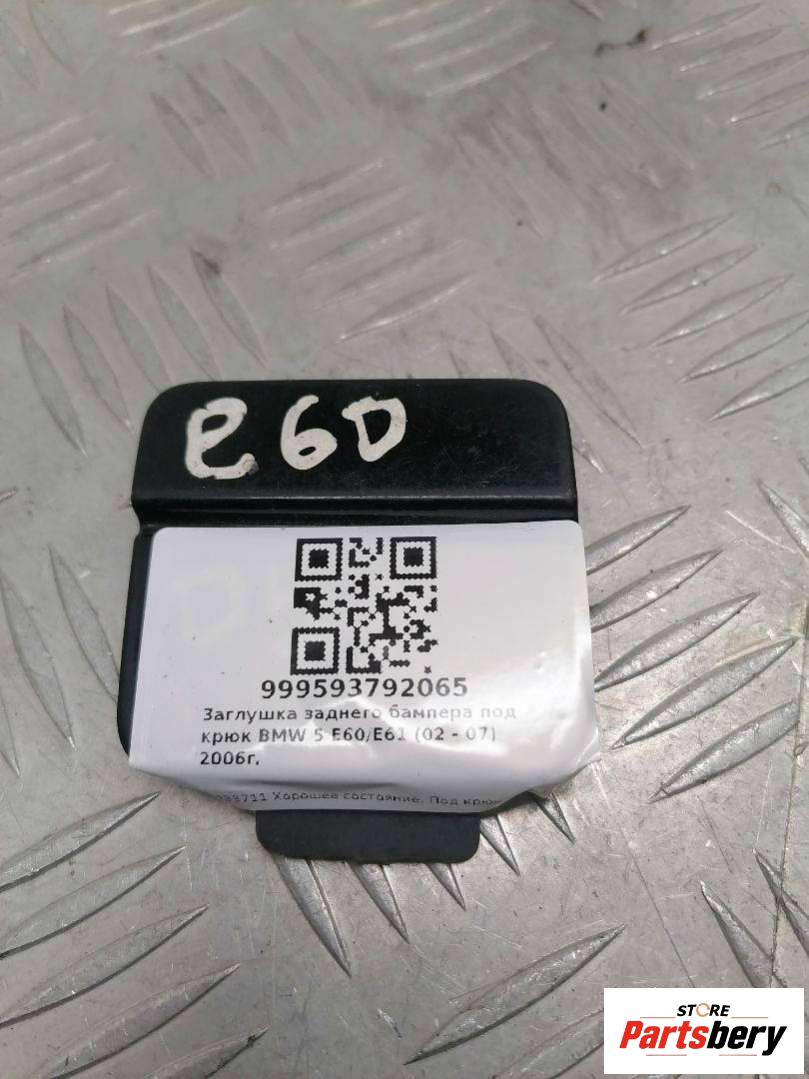 e60
999593792065
Заглушка заднего бампера под
крюк BMW 5 E60/E61 (02 - 07)
2006г,
Хорошее состояние. Под крюк
STORE
Partsbery